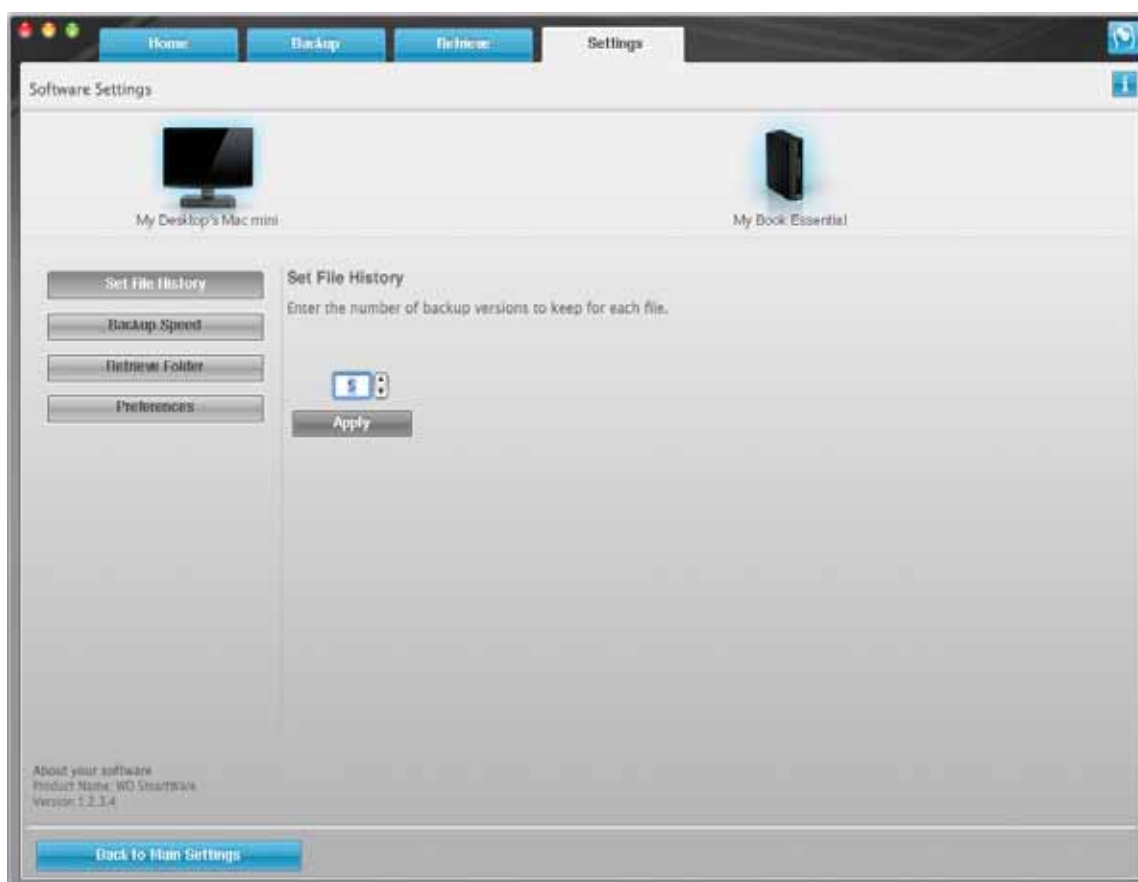 Home Backup Retrieve Settings
Software Settings
i
My Desktop's Mac mini My Book Essential
Set File History
Set File History
Enter the number of backup versions to keep for each file.
Backup Speed
Retrieve Folder
5
Preferences
Apply
About your software
Product Name: WD SmartWare
Version 1.2.3.4
Back to Main Settings